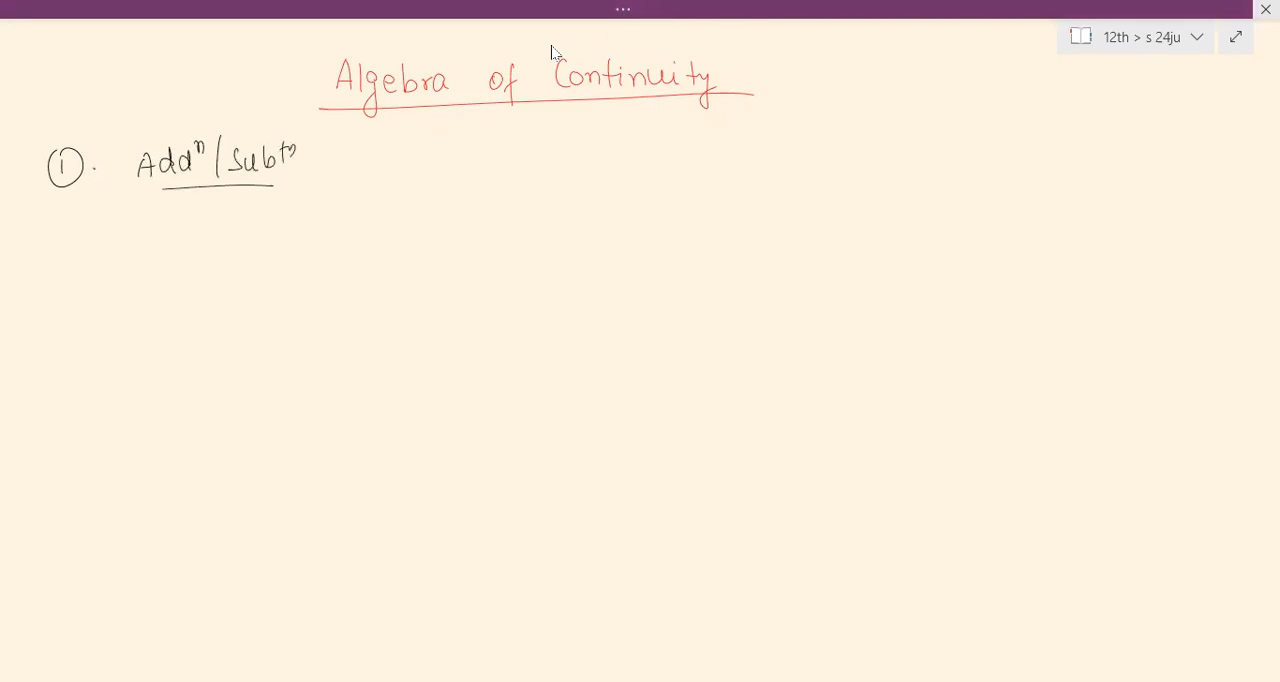 12th > s 24ju
Algebra of Continuity
①. Addⁿ / Subtⁿ